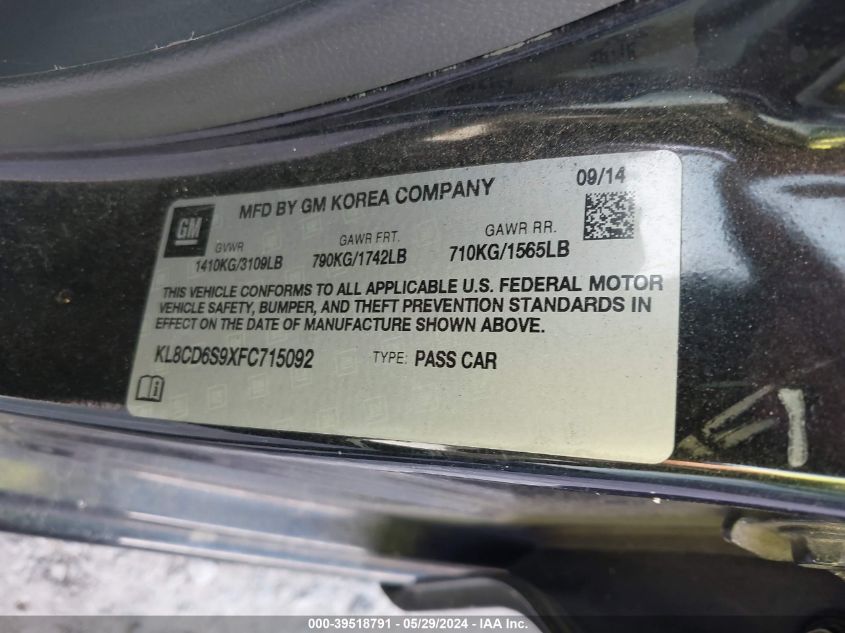 MFD BY GM KOREA COMPANY
09/14
GM
GVWR
1410KG/3109LB
GAWR FRT.
790KG/1742LB
GAWR RR.
710KG/1565LB
THIS VEHICLE CONFORMS TO ALL APPLICABLE U.S. FEDERAL MOTOR
VEHICLE SAFETY, BUMPER, AND THEFT PREVENTION STANDARDS IN
EFFECT ON THE DATE OF MANUFACTURE SHOWN ABOVE.
KL8CD6S9XFC715092
TYPE: PASS CAR
000-39518791 - 05/29/2024 - IAA Inc.